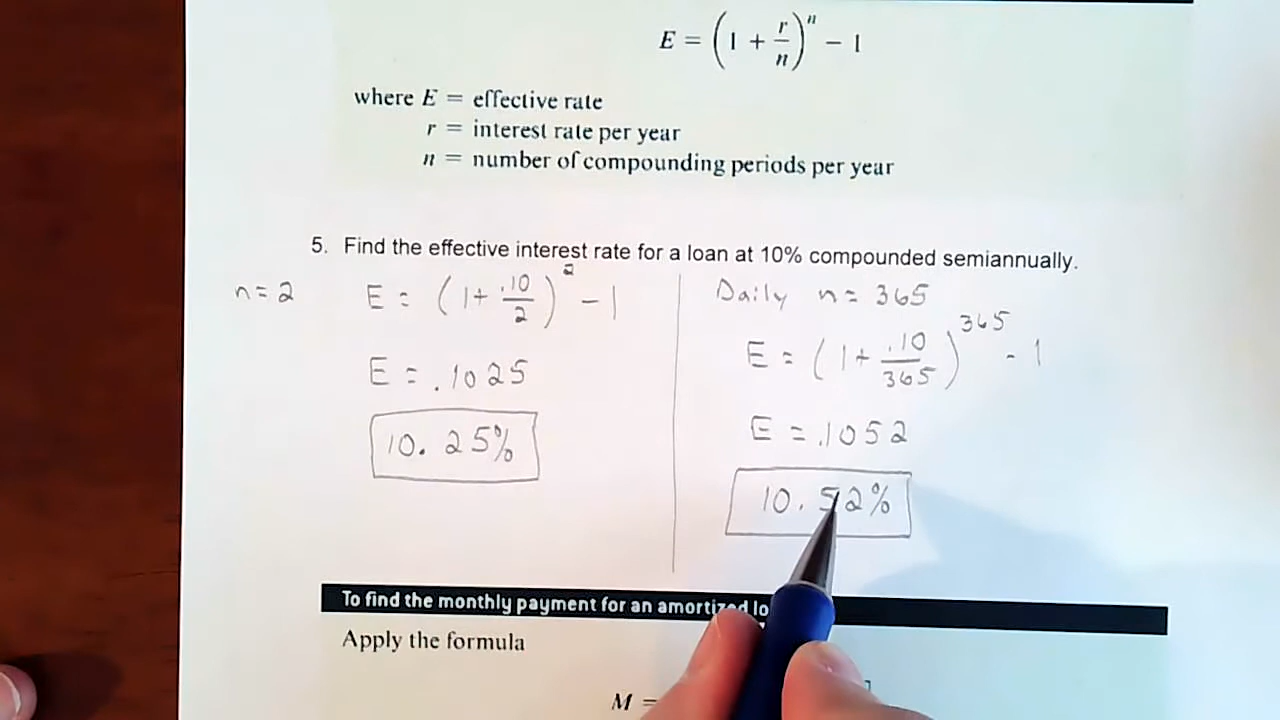 E = (1 + r/n)^n − 1
where E = effective rate
r = interest rate per year
n = number of compounding periods per year
5. Find the effective interest rate for a loan at 10% compounded semiannually.
n = 2
E = (1 + .10/2)^2 − 1
E = .1025
10.25%
Daily n = 365
E = (1 + .10/365)^365 - 1
E = .1052
10.52%
To find the monthly payment for an amortized lo
Apply the formula
M =